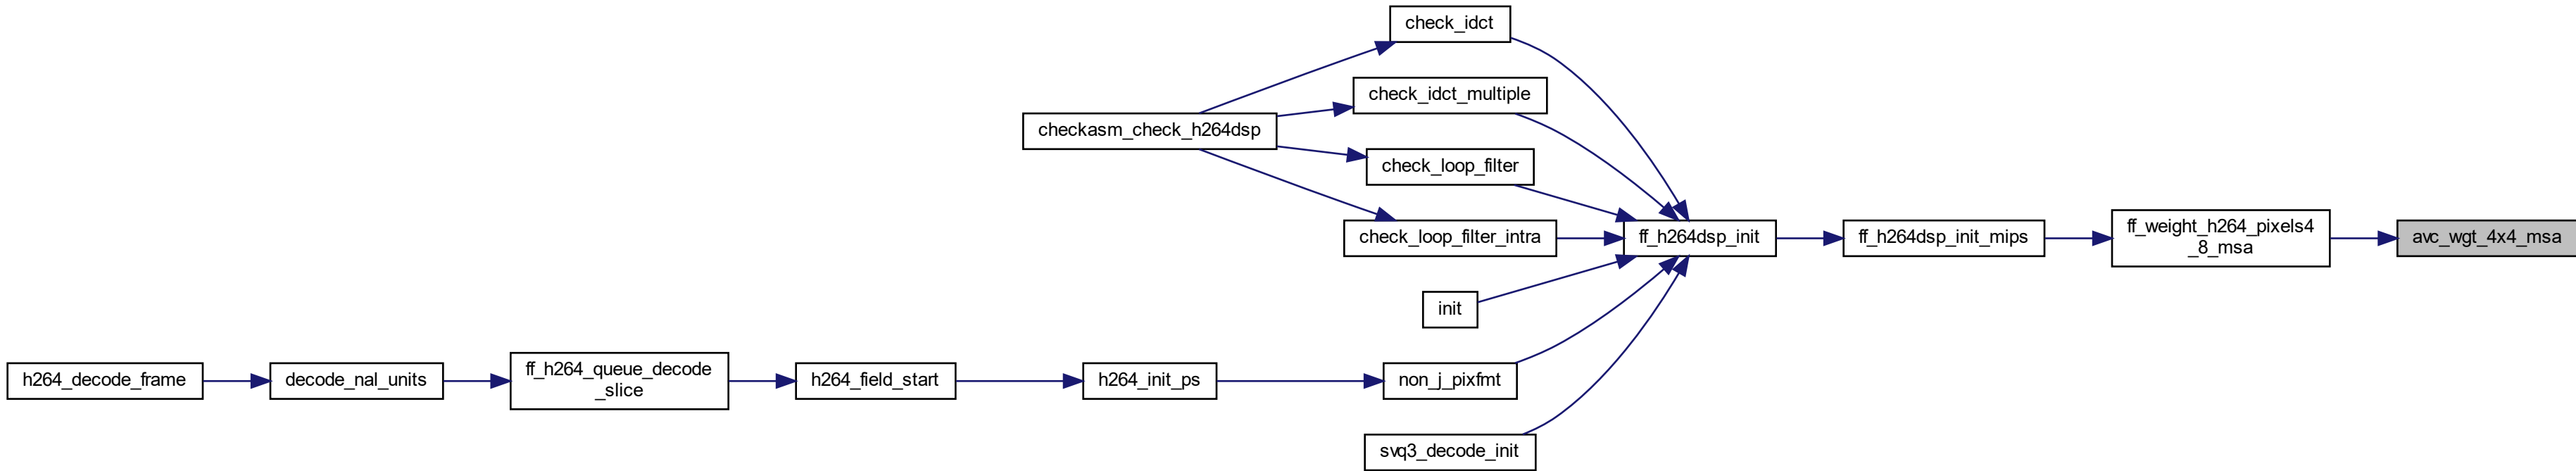 check_idct
check_idct_multiple
checkasm_check_h264dsp
check_loop_filter
check_loop_filter_intra
ff_h264dsp_init
ff_h264dsp_init_mips
ff_weight_h264_pixels4
_8_msa
avc_wgt_4x4_msa
init
h264_decode_frame
decode_nal_units
ff_h264_queue_decode
_slice
h264_field_start
h264_init_ps
non_j_pixfmt
svq3_decode_init